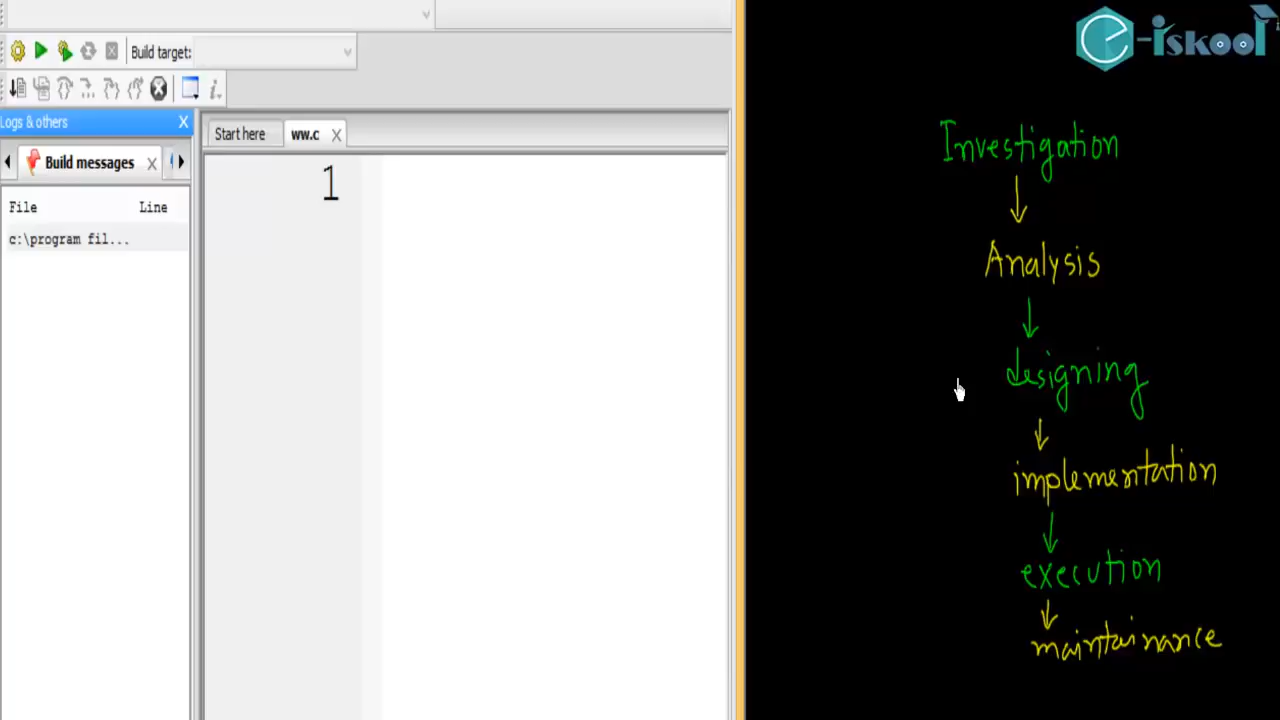 Build target:
Logs & others
Start here
ww.c
Build messages
File Line
c:\program fil...
1
e-iskool
Investigation
Analysis
designing
implementation
execution
maintainance